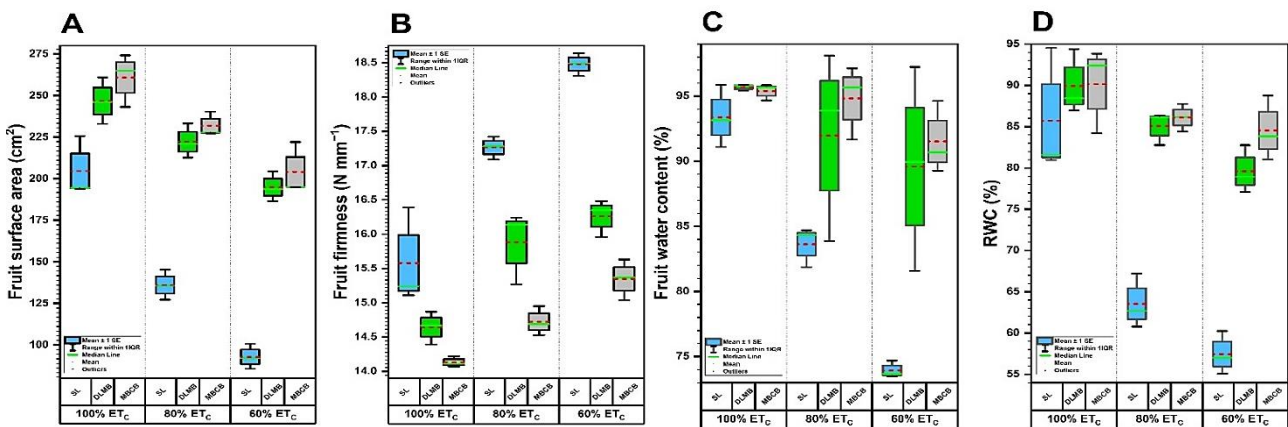 A
B
C
D
Fruit surface area (cm²)
275
250
225
200
175
150
125
100
Mean ± 1 SE
Range within 1IQR
Median Line
Mean
Outliers
SL
DLMB
MBCB
SL
DLMB
MBCB
SL
DLMB
MBCB
100% ETC
80% ETC
60% ETC
Fruit firmness (N mm⁻¹)
18.5
18.0
17.5
17.0
16.5
16.0
15.5
15.0
14.5
14.0
Mean ± 1 SE
Range within 1IQR
Median Line
Mean
Outliers
SL
DLMB
MBCB
SL
DLMB
MBCB
SL
DLMB
MBCB
100% ETC
80% ETC
60% ETC
Fruit water content (%)
95
90
85
80
75
Mean ± 1 SE
Range within 1IQR
Median Line
Mean
Outliers
SL
DLMB
MBCB
SL
DLMB
MBCB
SL
DLMB
MBCB
100% ETC
80% ETC
60% ETC
RWC (%)
95
90
85
80
75
70
65
60
55
Mean ± 1 SE
Range within 1IQR
Median Line
Mean
Outliers
SL
DLMB
MBCB
SL
DLMB
MBCB
SL
DLMB
MBCB
100% ETC
80% ETC
60% ETC